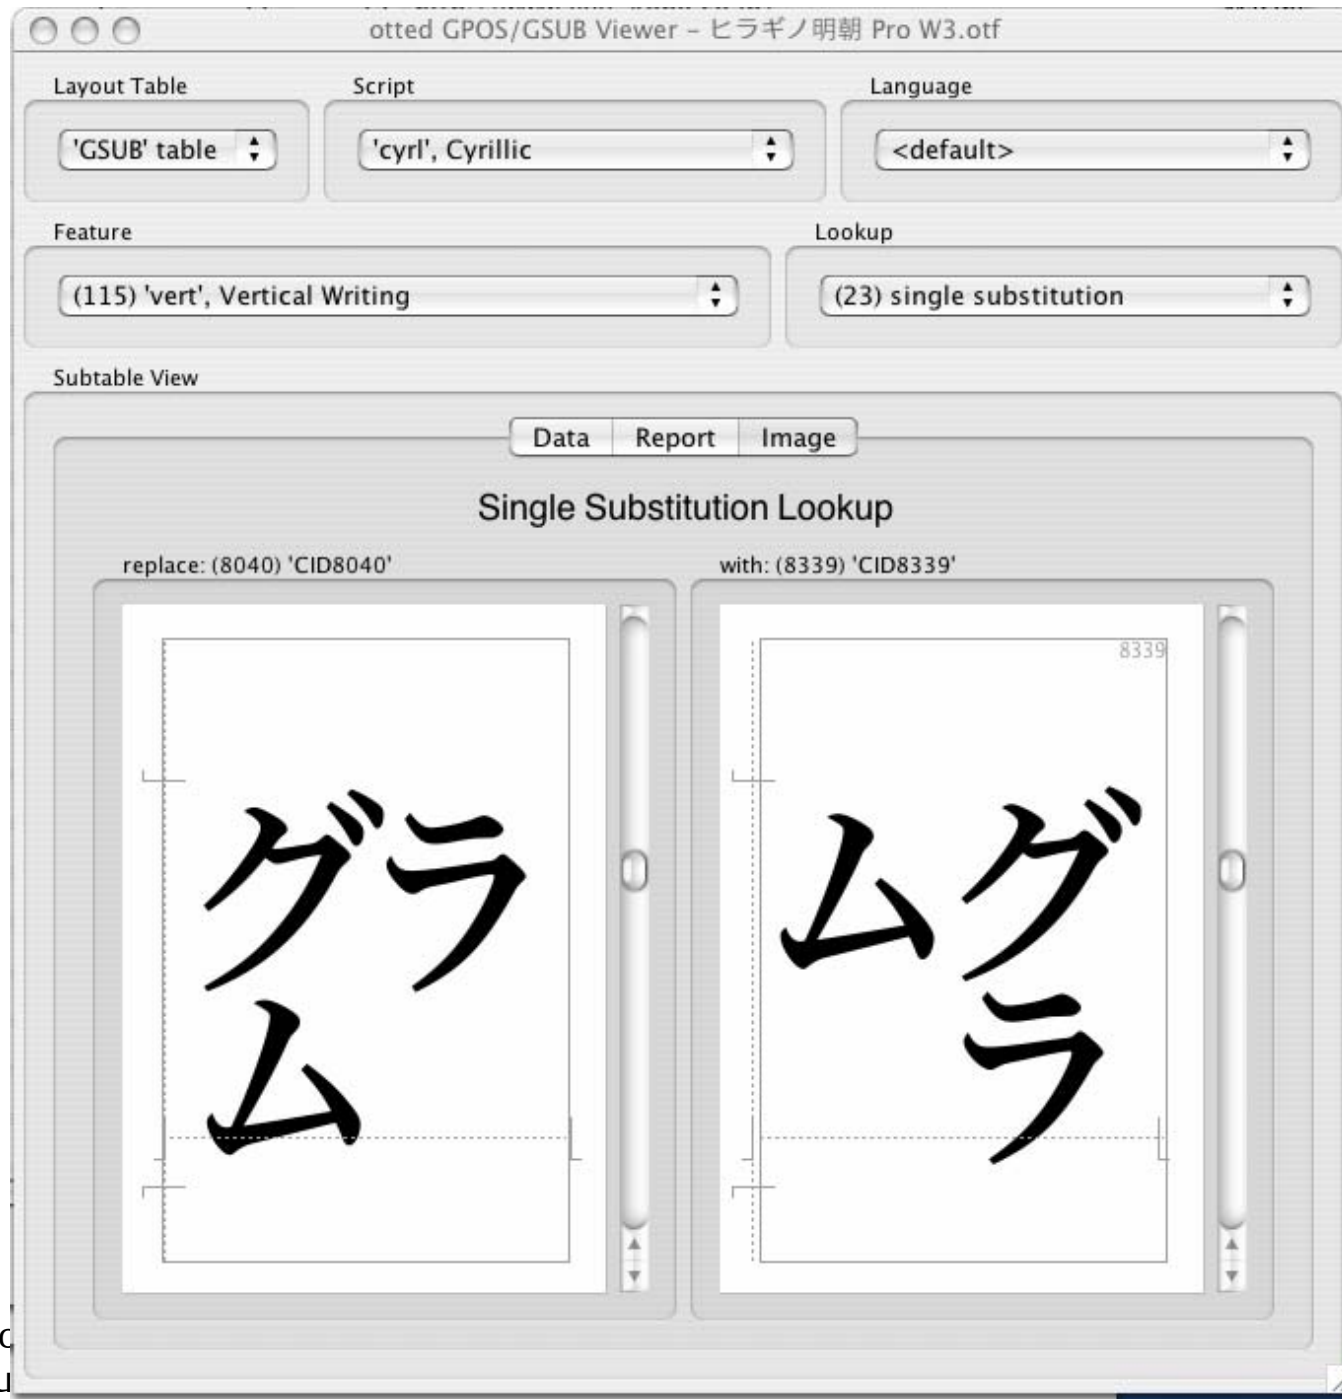 otted GPOS/GSUB Viewer – ヒラギノ明朝 Pro W3.otf
Layout Table
Script
Language
'GSUB' table
'cyrl', Cyrillic
<default>
Feature
Lookup
(115) 'vert', Vertical Writing
(23) single substitution
Subtable View
Data
Report
Image
Single Substitution Lookup
replace: (8040) 'CID8040'
with: (8339) 'CID8339'
8339
グラ
ム
グラ
ム